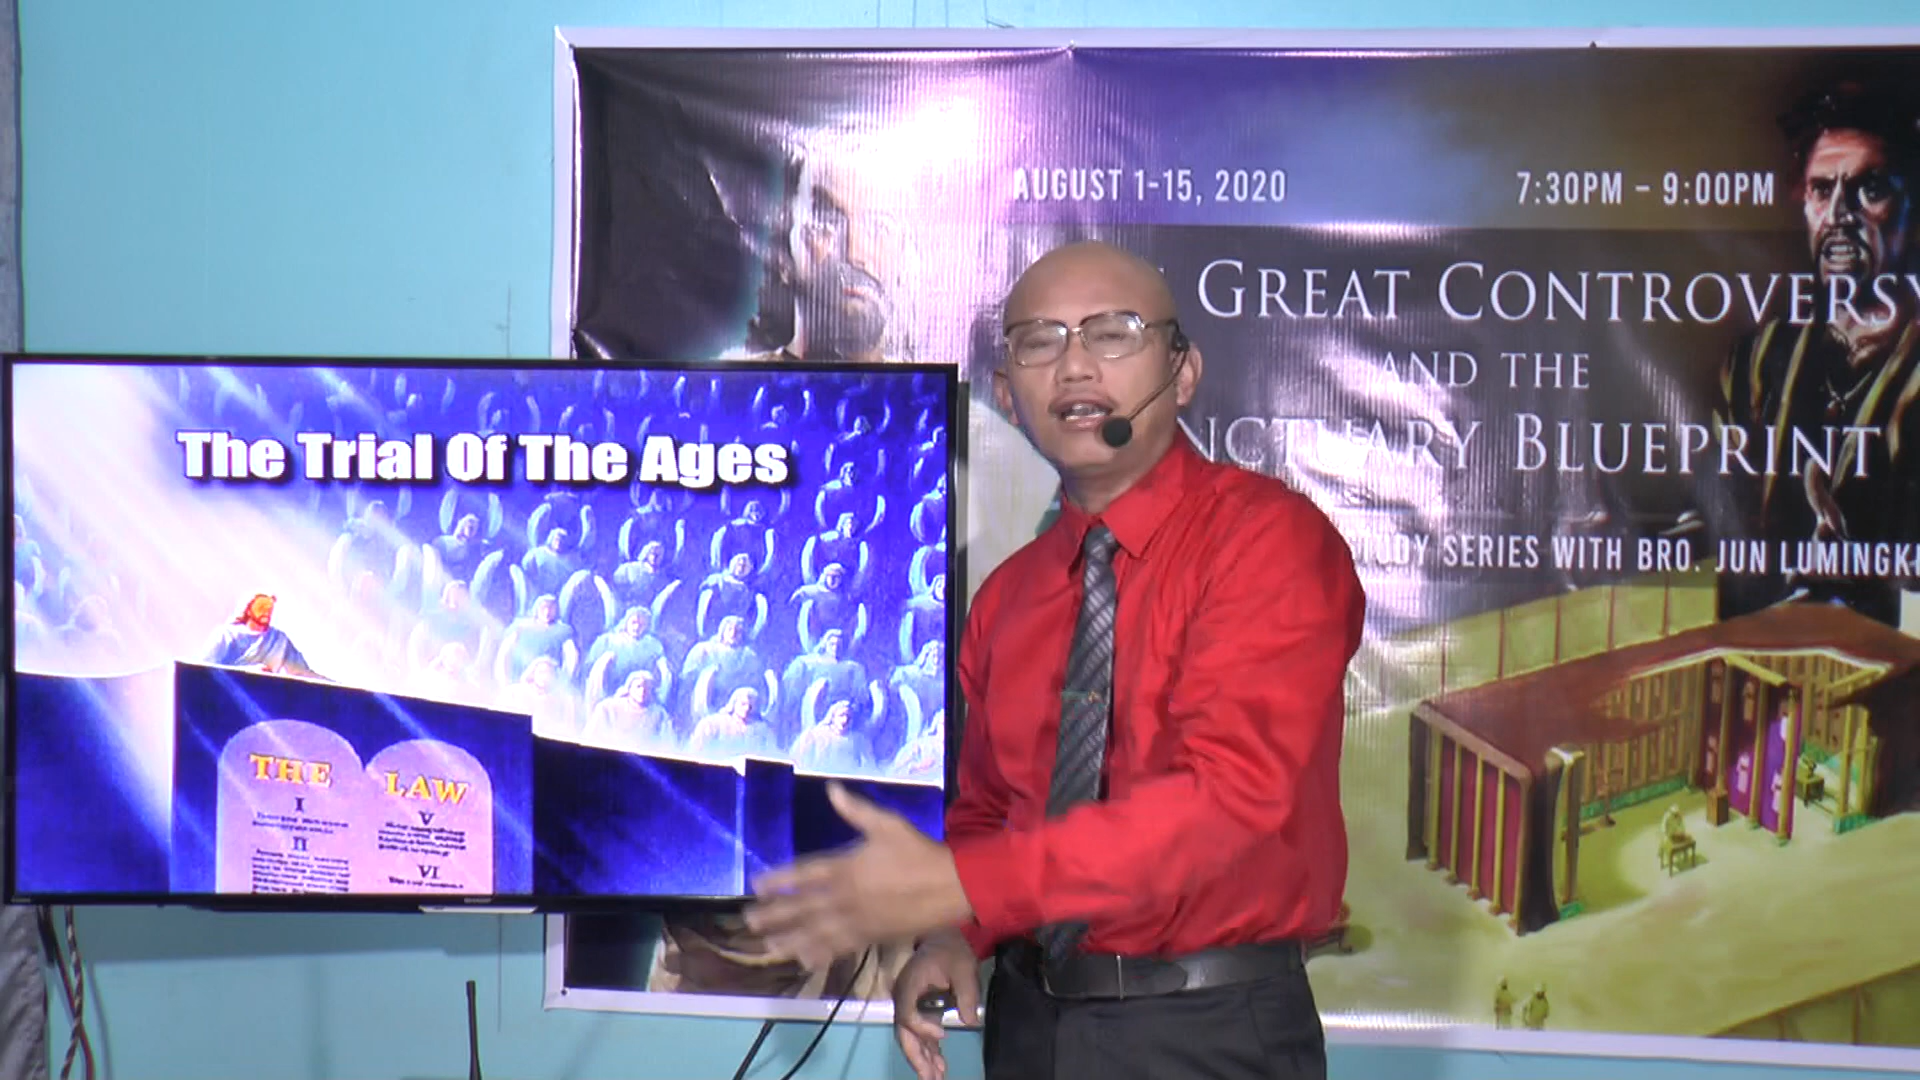 AUGUST 1-15, 2020
7:30PM – 9:00PM
GREAT CONTROVERSY
AND THE
BLUEPRINT
SERIES WITH BRO. JUN
The Trial Of The Ages
THE LAW
I
II
V
VI